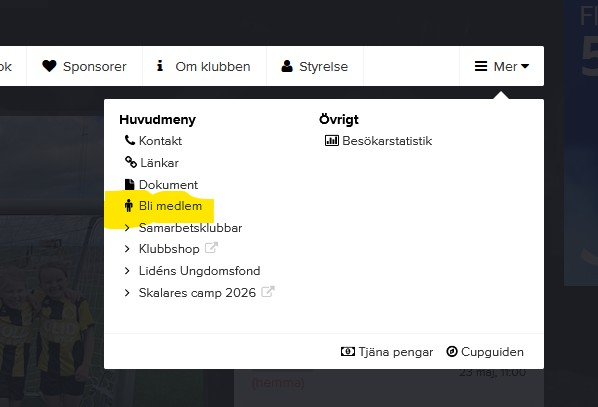 ok Sponsorer Om klubben Styrelse Mer
Huvudmeny
Kontakt
Länkar
Dokument
Bli medlem
Samarbetsklubbar
Klubbshop
Lidéns Ungdomsfond
Skalares camp 2026
Övrigt
Besökarstatistik
Tjäna pengar Cupguiden
23 maj, 11:00
(hemma)